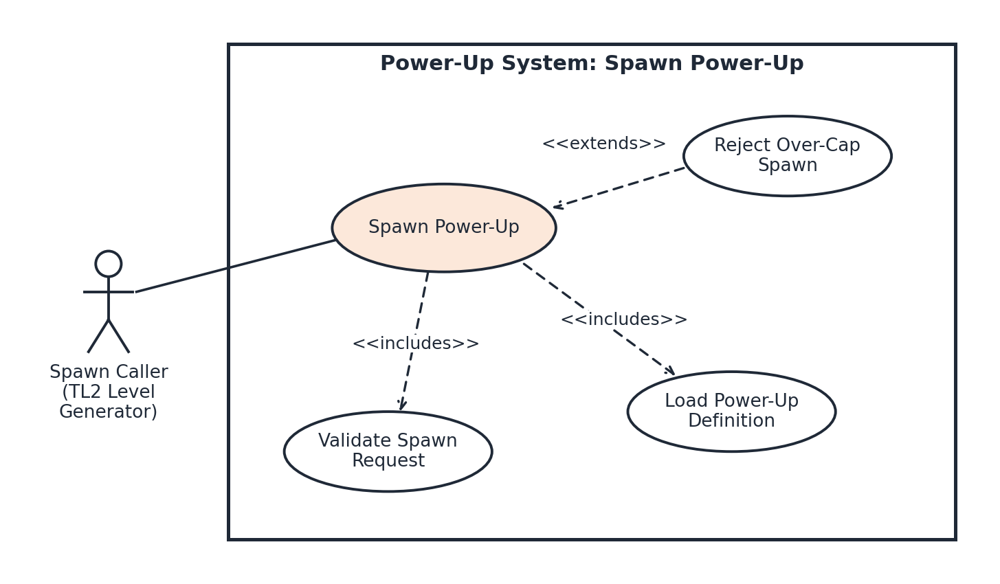 Power-Up System: Spawn Power-Up
<<extends>>
Reject Over-Cap
Spawn
Spawn Power-Up
<<includes>>
<<includes>>
Spawn Caller
(TL2 Level
Generator)
Load Power-Up
Definition
Validate Spawn
Request